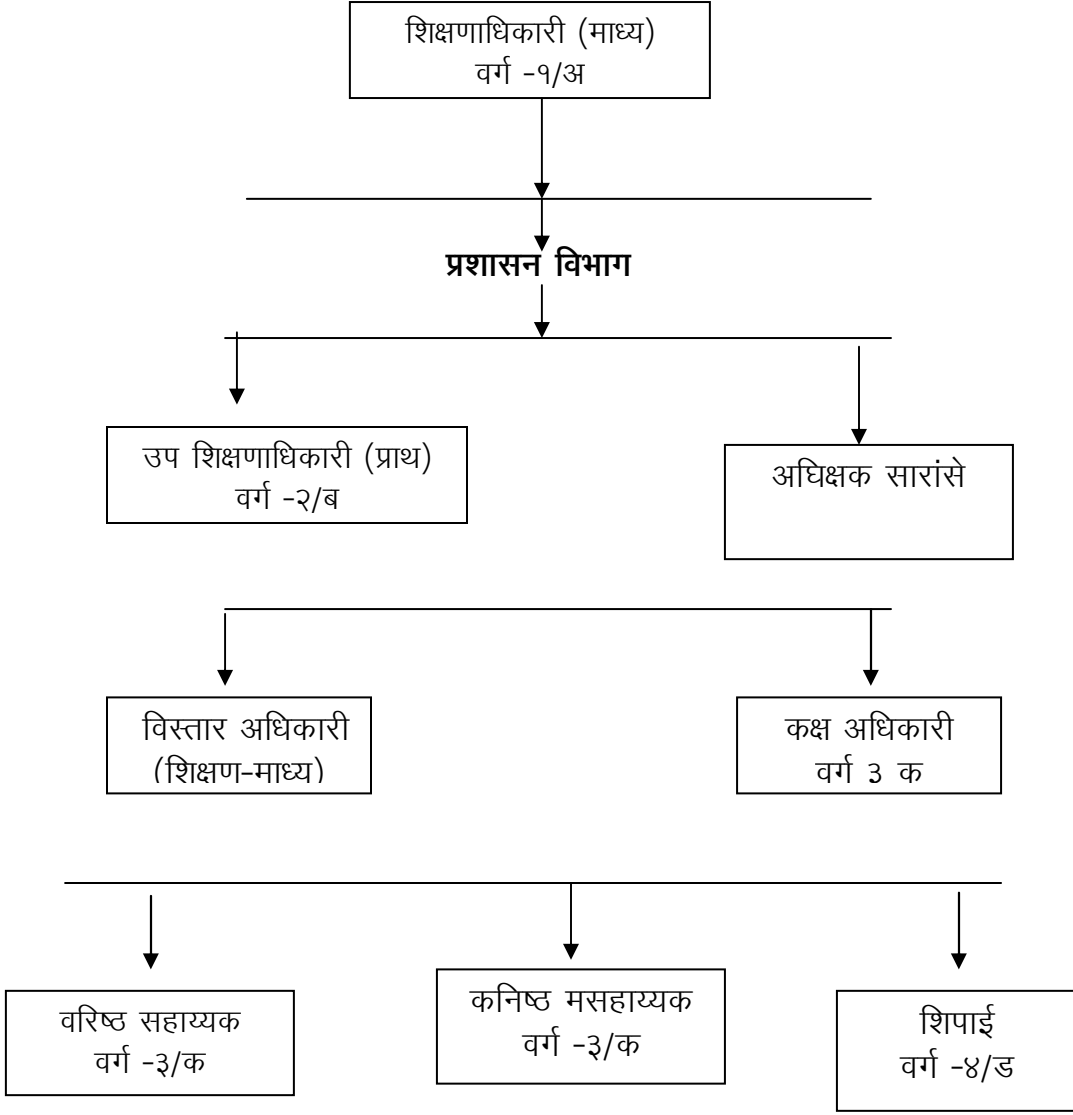 शिक्षणाधिकारी (माध्य)
वर्ग -१/अ
प्रशासन विभाग
उप शिक्षणाधिकारी (प्राथ)
वर्ग -२/ब
अघिक्षक सारांसे
विस्तार अधिकारी
(शिक्षण-माध्य)
कक्ष अधिकारी
वर्ग ३ क
वरिष्ठ सहाय्यक
वर्ग -३/क
कनिष्ठ मसहाय्यक
वर्ग -३/क
शिपाई
वर्ग -४/ड